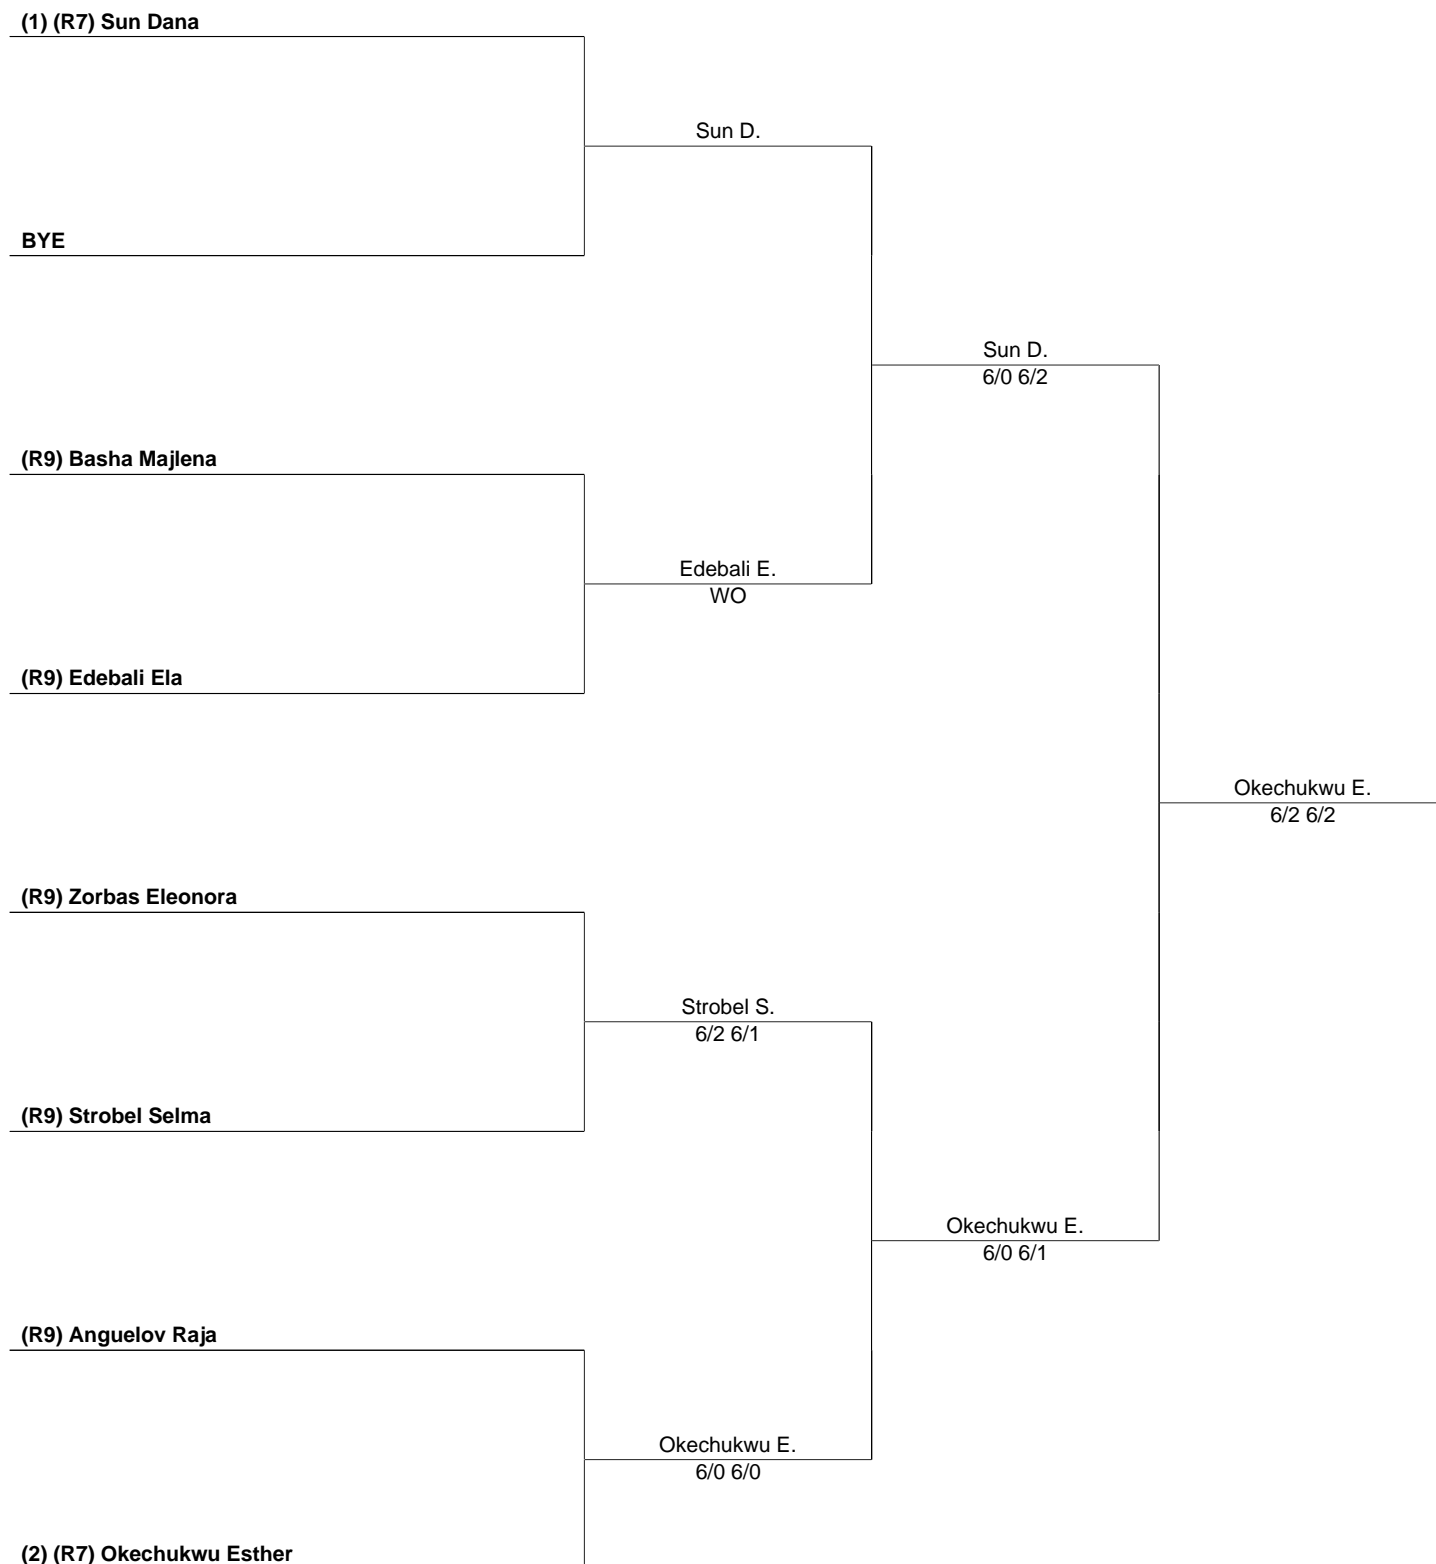 (1) (R7) Sun Dana
Sun D.
BYE
Sun D.
6/0 6/2
(R9) Basha Majlena
Edebali E.
WO
(R9) Edebali Ela
Okechukwu E.
6/2 6/2
(R9) Zorbas Eleonora
Strobel S.
6/2 6/1
(R9) Strobel Selma
Okechukwu E.
6/0 6/1
(R9) Anguelov Raja
Okechukwu E.
6/0 6/0
(2) (R7) Okechukwu Esther